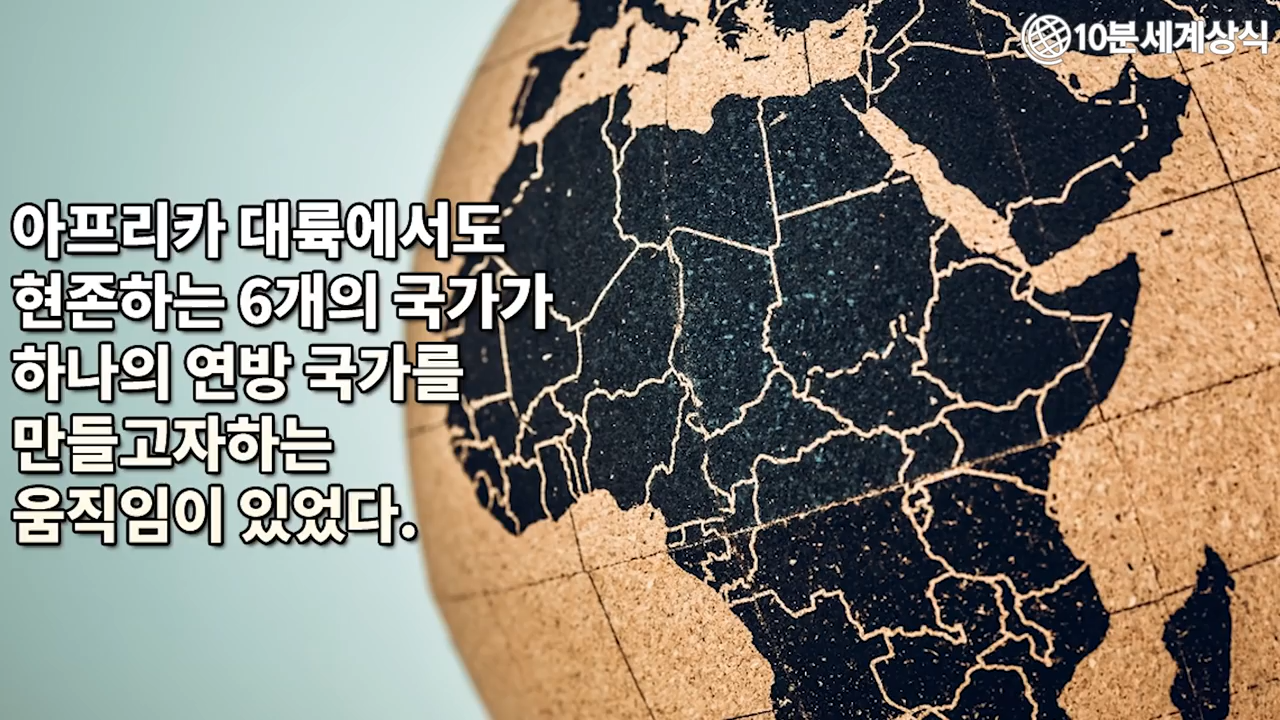 10분세계상식
아프리카 대륙에서도
현존하는 6개의 국가가
하나의 연방 국가를
만들고자하는
움직임이 있었다.